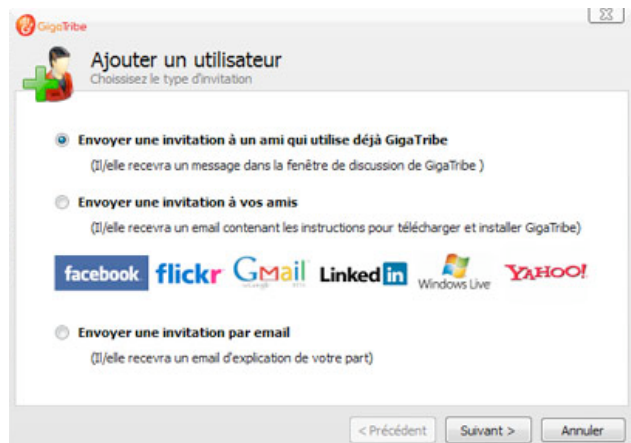 GigaTribe
Ajouter un utilisateur
Choissisez le type d'invitation
Envoyer une invitation à un ami qui utilise déjà GigaTribe
(Il/elle recevra un message dans la fenêtre de discussion de GigaTribe )
Envoyer une invitation à vos amis
(Il/elle recevra un email contenant les instructions pour télécharger et installer GigaTribe)
facebook flickr GMail Linked in Windows Live YAHOO!
Envoyer une invitation par email
(Il/elle recevra un email d'explication de votre part)
< Précédent Suivant > Annuler